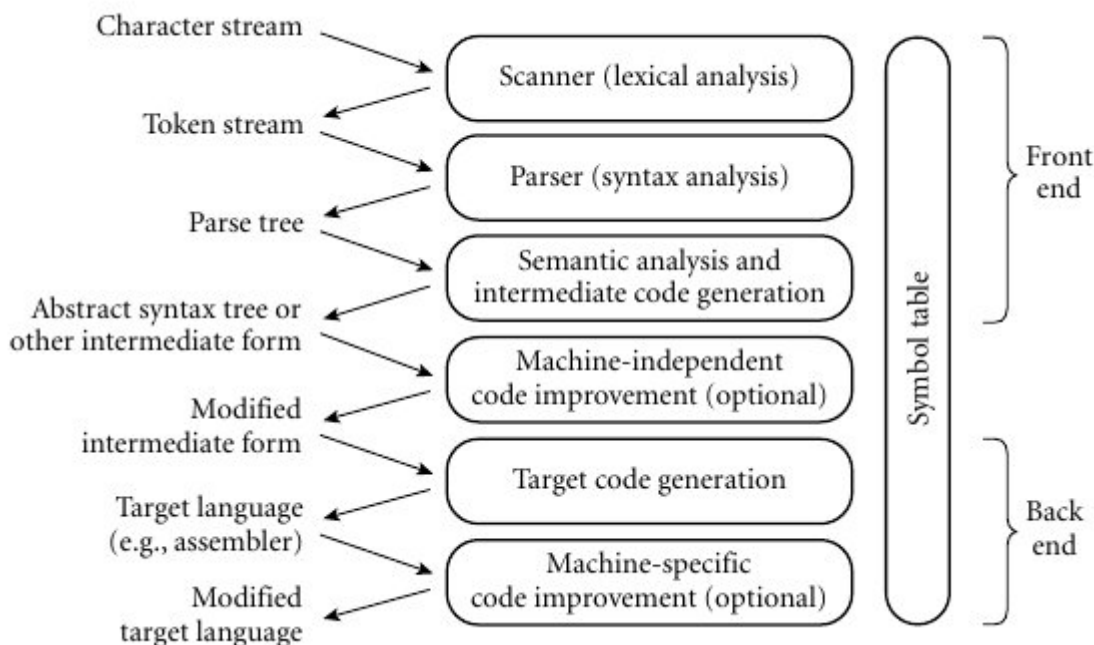 Character stream
Scanner (lexical analysis)
Token stream
Parser (syntax analysis)
Parse tree
Semantic analysis and
intermediate code generation
Abstract syntax tree or
other intermediate form
Machine-independent
code improvement (optional)
Modified
intermediate form
Target code generation
Target language
(e.g., assembler)
Machine-specific
code improvement (optional)
Modified
target language
Symbol table
Front
end
Back
end